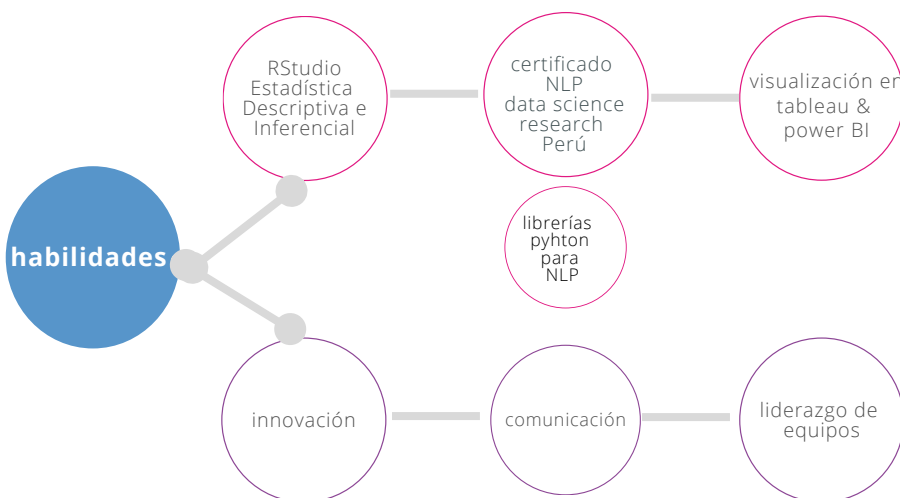 habilidades
RStudio
Estadística
Descriptiva e
Inferencial
certificado
NLP
data science
research
Perú
visualización en
tableau &
power BI
librerías
pyhton
para
NLP
innovación
comunicación
liderazgo de
equipos